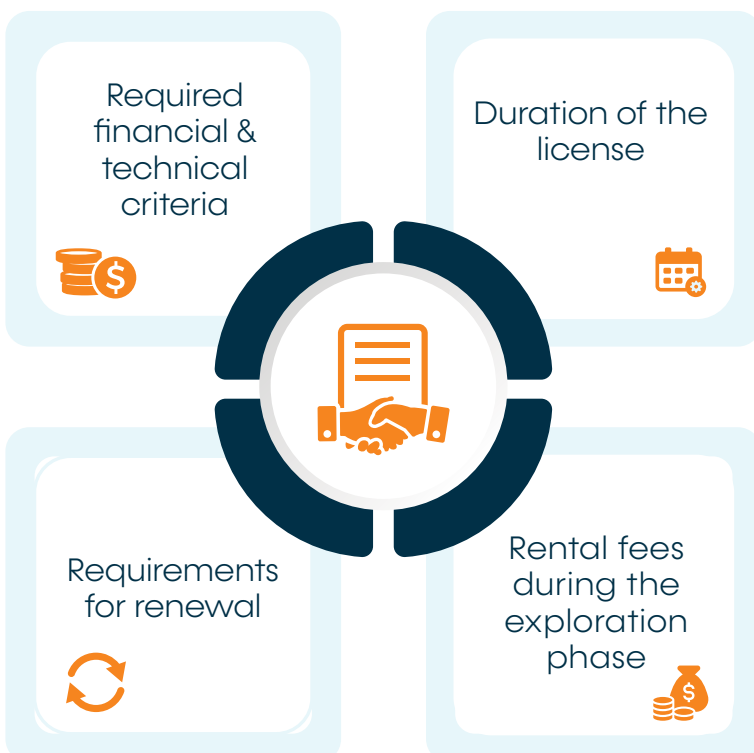 Required
financial &
technical
criteria
$
Duration of the
license
Requirements
for renewal
Rental fees
during the
exploration
phase
$